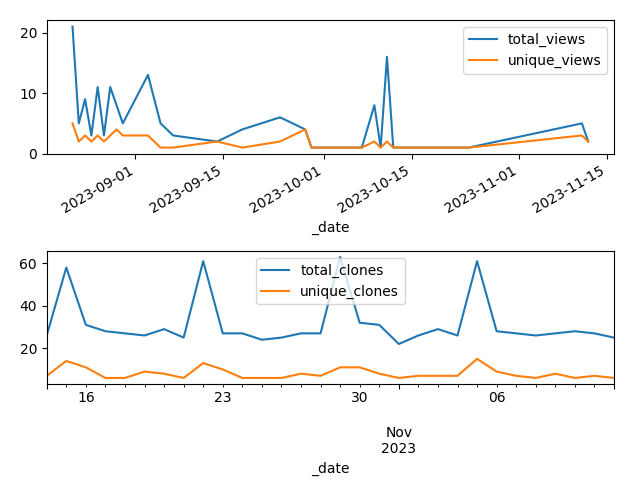 20
10
0
total_views
unique_views
2023-09-01
2023-09-15
2023-10-01
2023-10-15
2023-11-01
2023-11-15
_date
60
40
20
total_clones
unique_clones
16
23
30
06
Nov
2023
_date